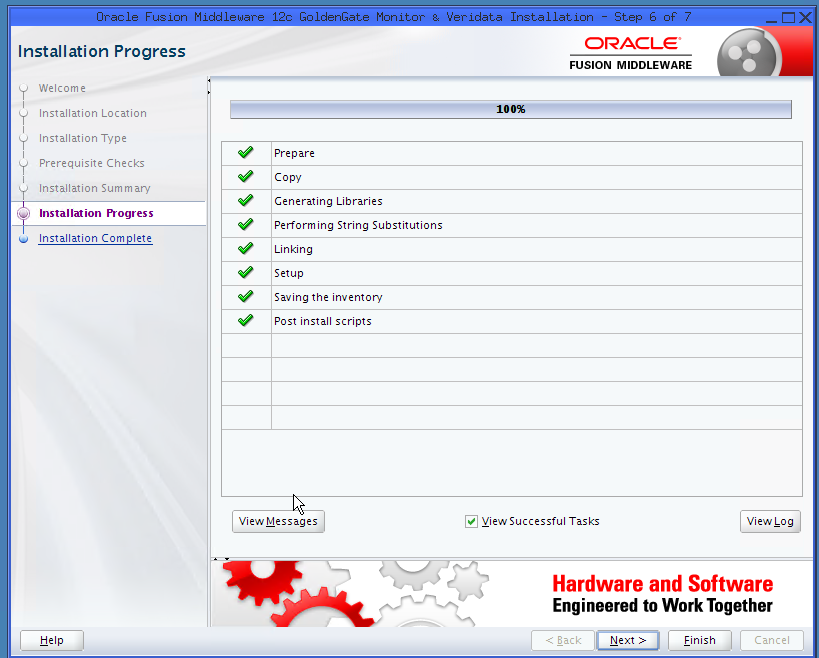 Oracle Fusion Middleware 12c GoldenGate Monitor & Veridata Installation - Step 6 of 7
Installation Progress
ORACLE
FUSION MIDDLEWARE
Welcome
Installation Location
Installation Type
Prerequisite Checks
Installation Summary
Installation Progress
Installation Complete
100%
Prepare
Copy
Generating Libraries
Performing String Substitutions
Linking
Setup
Saving the inventory
Post install scripts
View Messages
View Successful Tasks
View Log
Hardware and Software
Engineered to Work Together
Help
< Back
Next >
Finish
Cancel